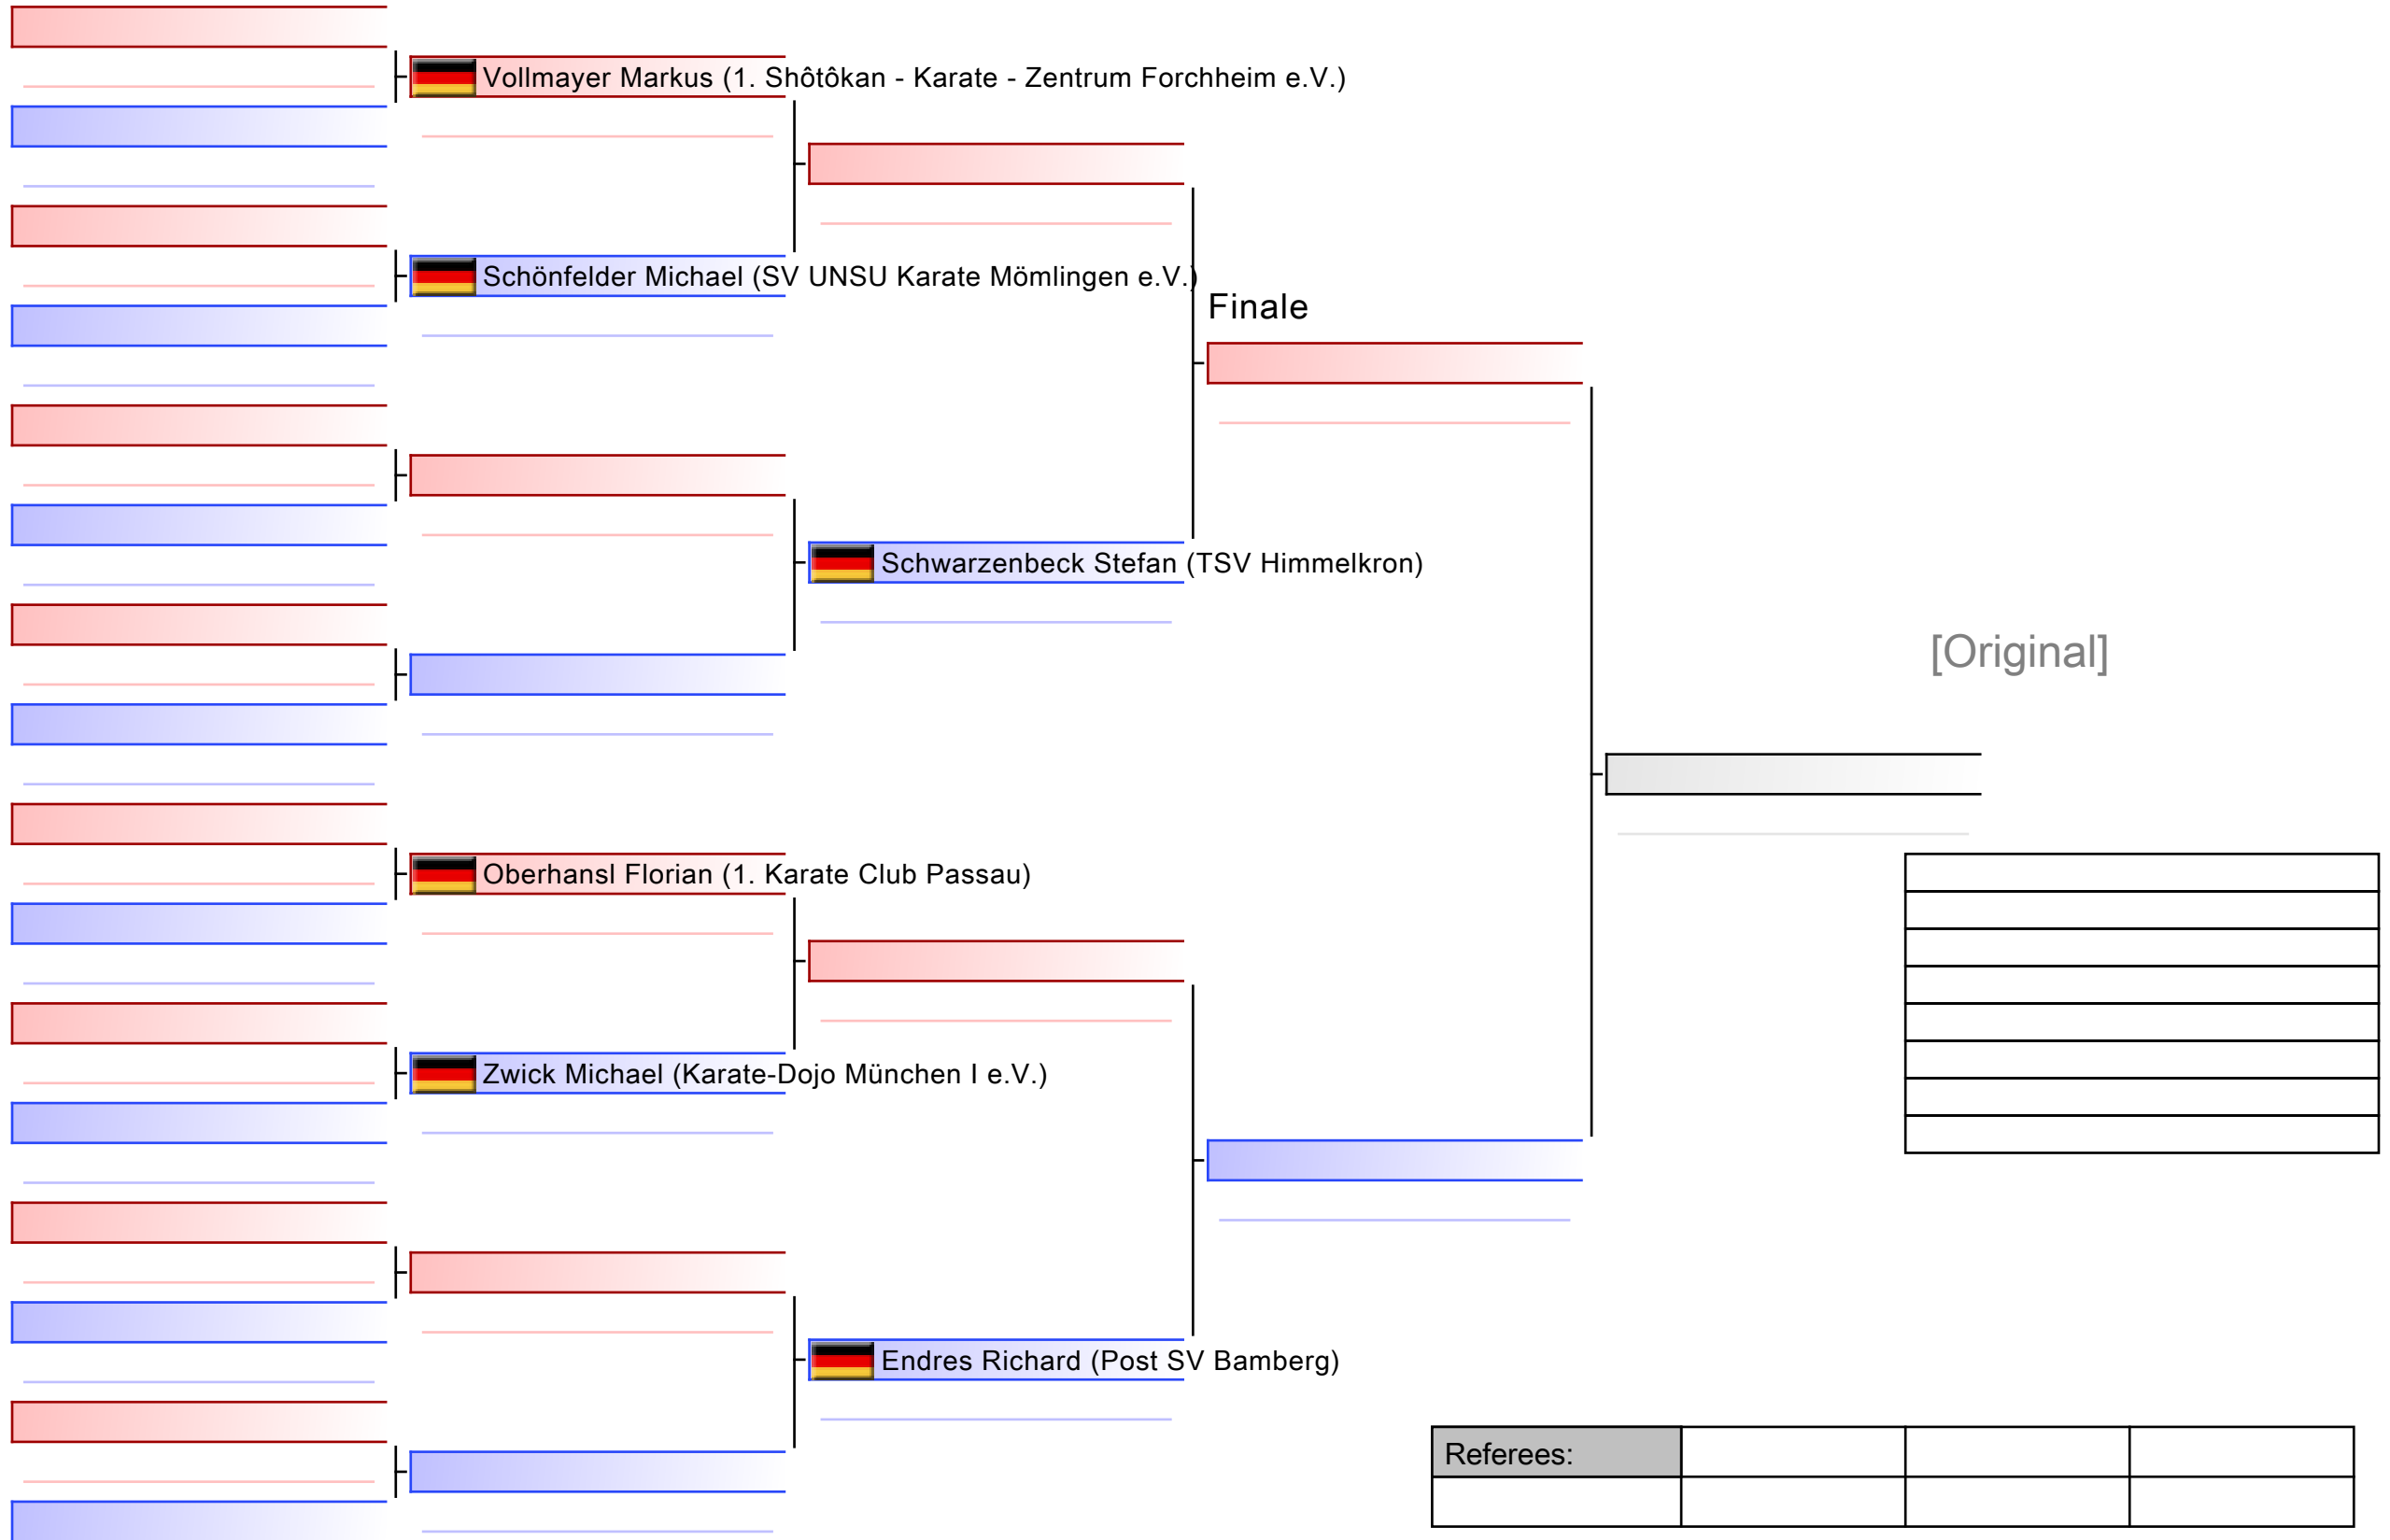 Vollmayer Markus (1. Shôtôkan - Karate - Zentrum Forchheim e.V.)
Schönfelder Michael (SV UNSU Karate Mömlingen e.V.)
Finale
Schwarzenbeck Stefan (TSV Himmelkron)
[Original]
Oberhansl Florian (1. Karate Club Passau)
Zwick Michael (Karate-Dojo München I e.V.)
Endres Richard (Post SV Bamberg)
Referees: